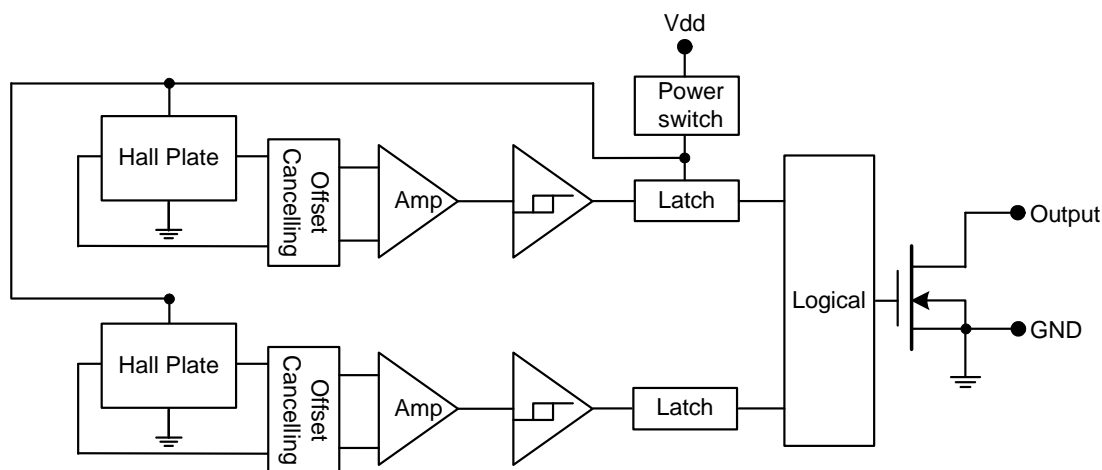 Vdd
Power
switch
Hall Plate
Offset
Cancelling
Amp
Latch
Output
Logical
GND
Hall Plate
Offset
Cancelling
Amp
Latch